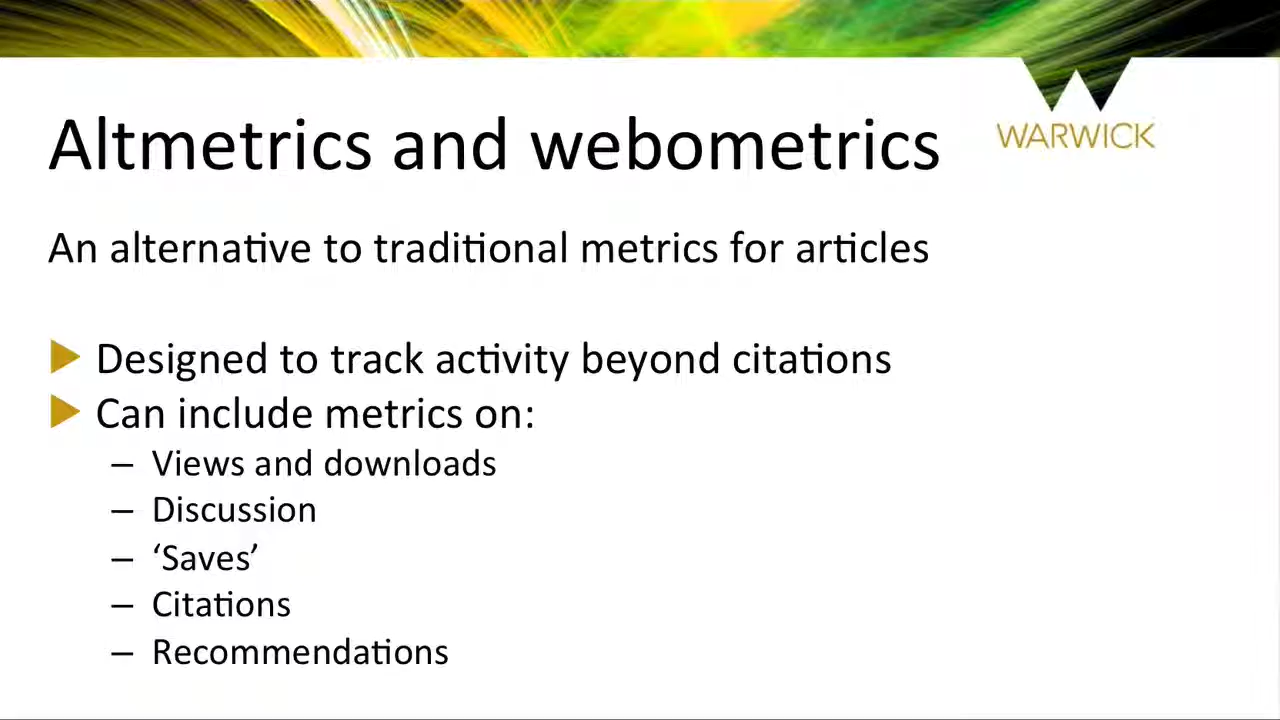 Altmetrics and webometrics
WARWICK
An alternative to traditional metrics for articles
Designed to track activity beyond citations
Can include metrics on:
– Views and downloads
– Discussion
– ‘Saves’
– Citations
– Recommendations